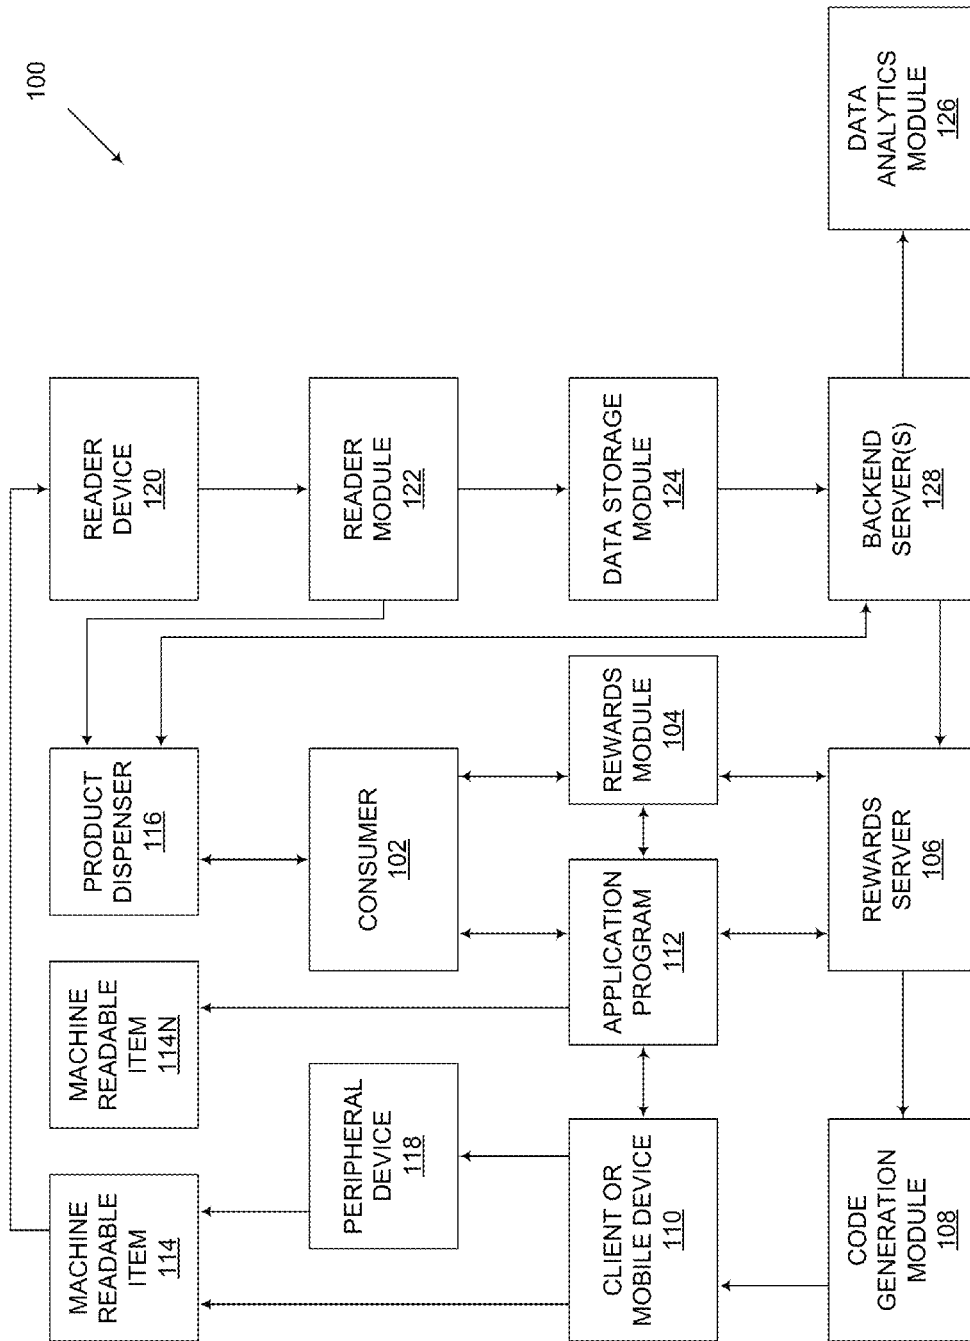 100
MACHINE
READABLE
ITEM
114
MACHINE
READABLE
ITEM
114N
PRODUCT
DISPENSER
116
READER
DEVICE
120
PERIPHERAL
DEVICE
118
CONSUMER
102
READER
MODULE
122
CLIENT OR
MOBILE DEVICE
110
APPLICATION
PROGRAM
112
REWARDS
MODULE
104
DATA STORAGE
MODULE
124
CODE
GENERATION
MODULE
108
REWARDS
SERVER
106
BACKEND
SERVER(S)
128
DATA
ANALYTICS
MODULE
126